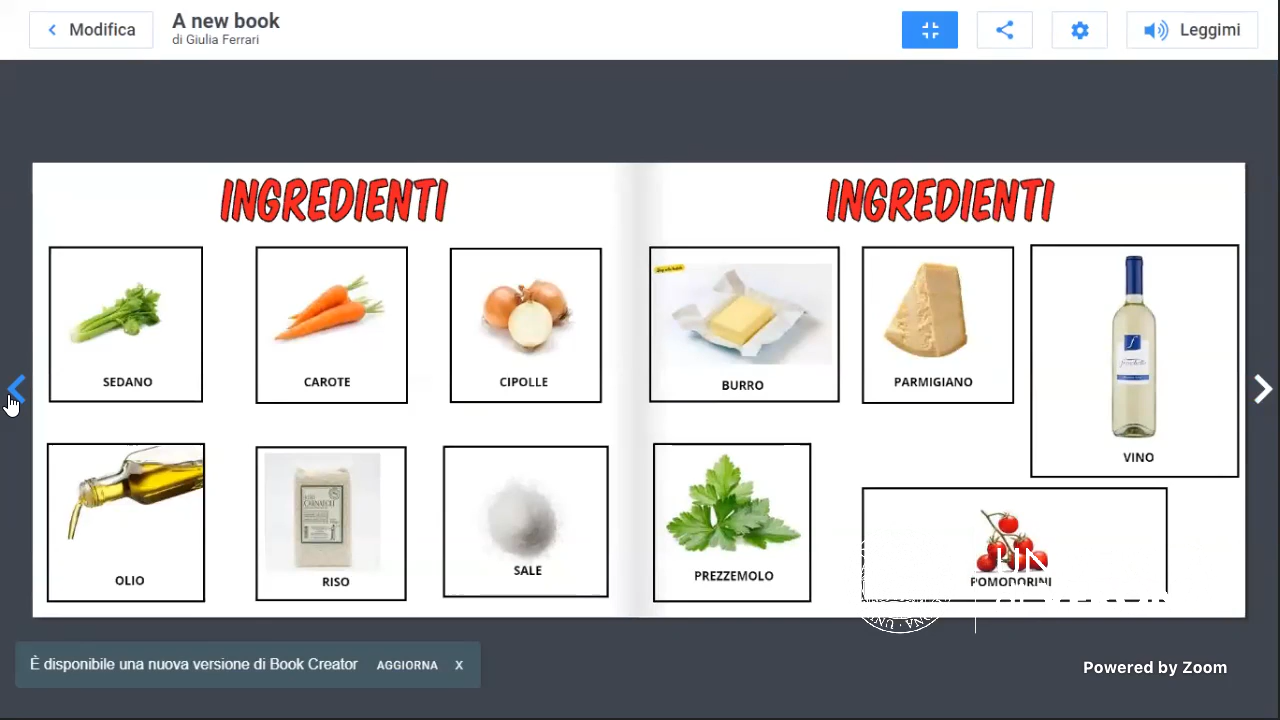 Modifica
A new book
di Giulia Ferrari
Leggimi
INGREDIENTI
SEDANO
CAROTE
CIPOLLE
OLIO
RISO
SALE
INGREDIENTI
BURRO
PARMIGIANO
VINO
PREZZEMOLO
POMODORINI
È disponibile una nuova versione di Book Creator
AGGIORNA
X
Powered by Zoom